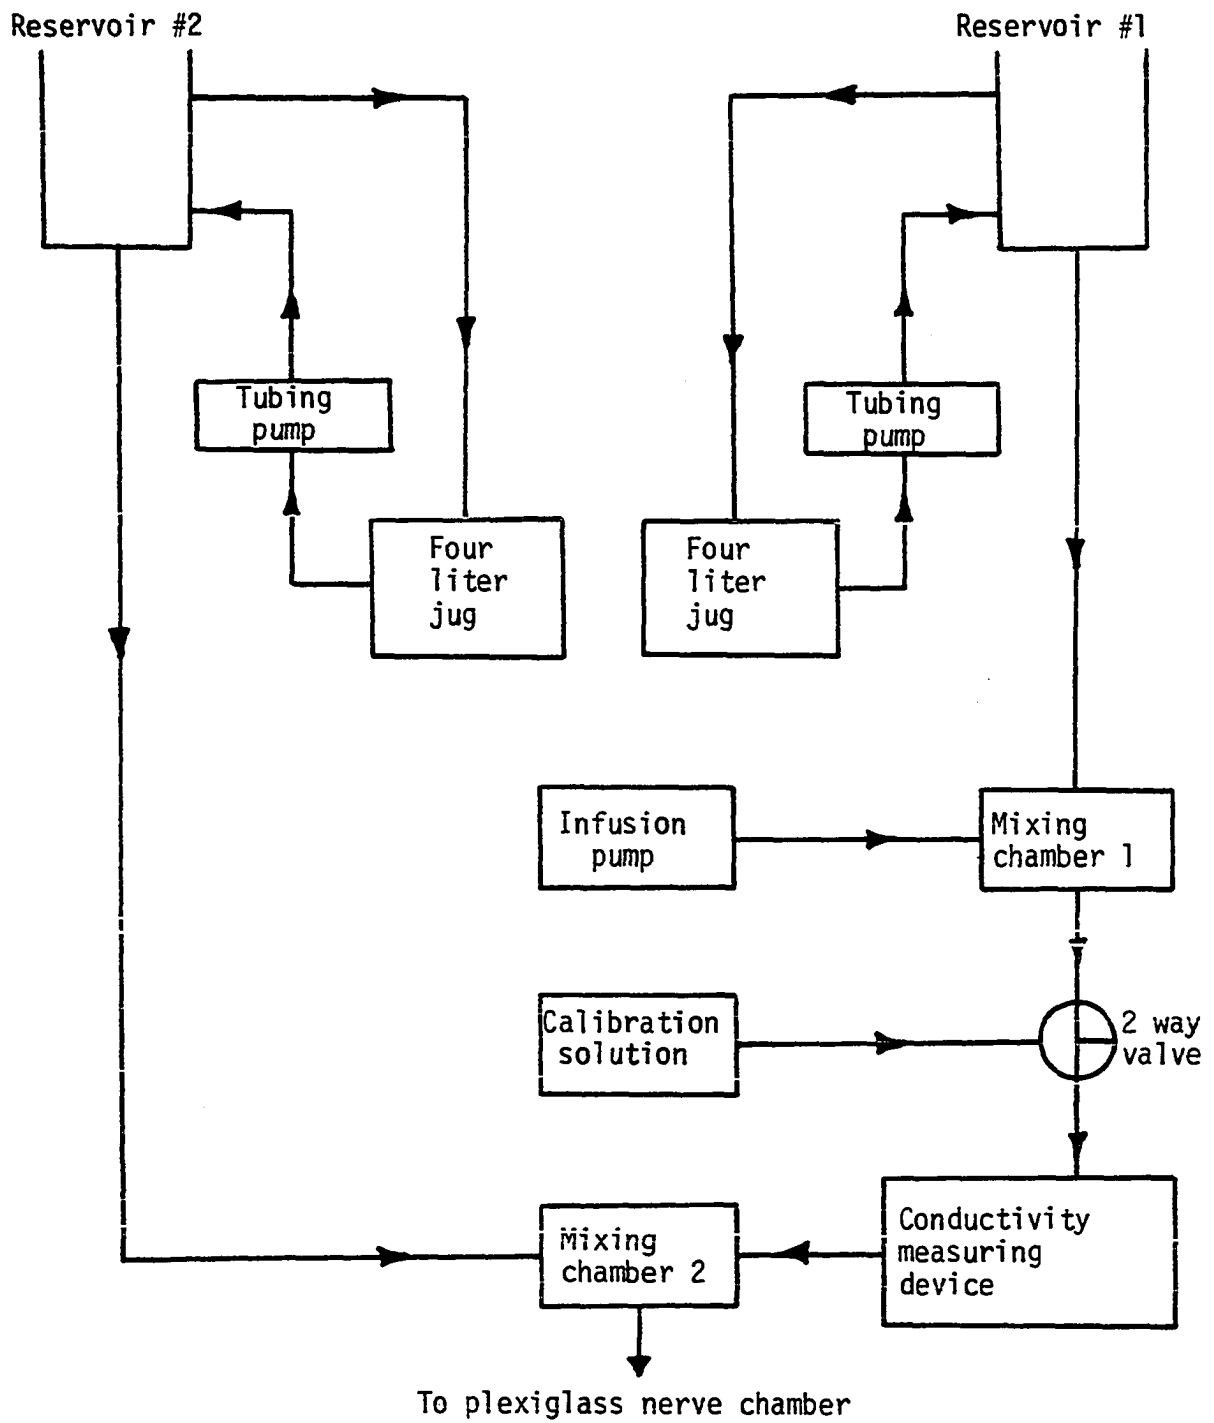 Reservoir #2
Reservoir #1
Tubing
pump
Tubing
pump
Four
liter
jug
Four
liter
jug
Infusion
pump
Mixing
chamber 1
Calibration
solution
2 way
valve
Mixing
chamber 2
Conductivity
measuring
device
To plexiglass nerve chamber